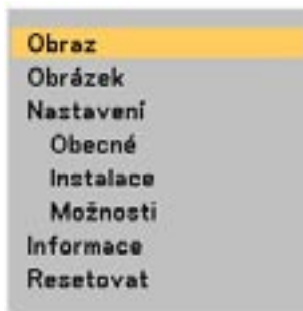 Obraz
Obrázek
Nastavení
Obecné
Instalace
Možnosti
Informace
Resetovat